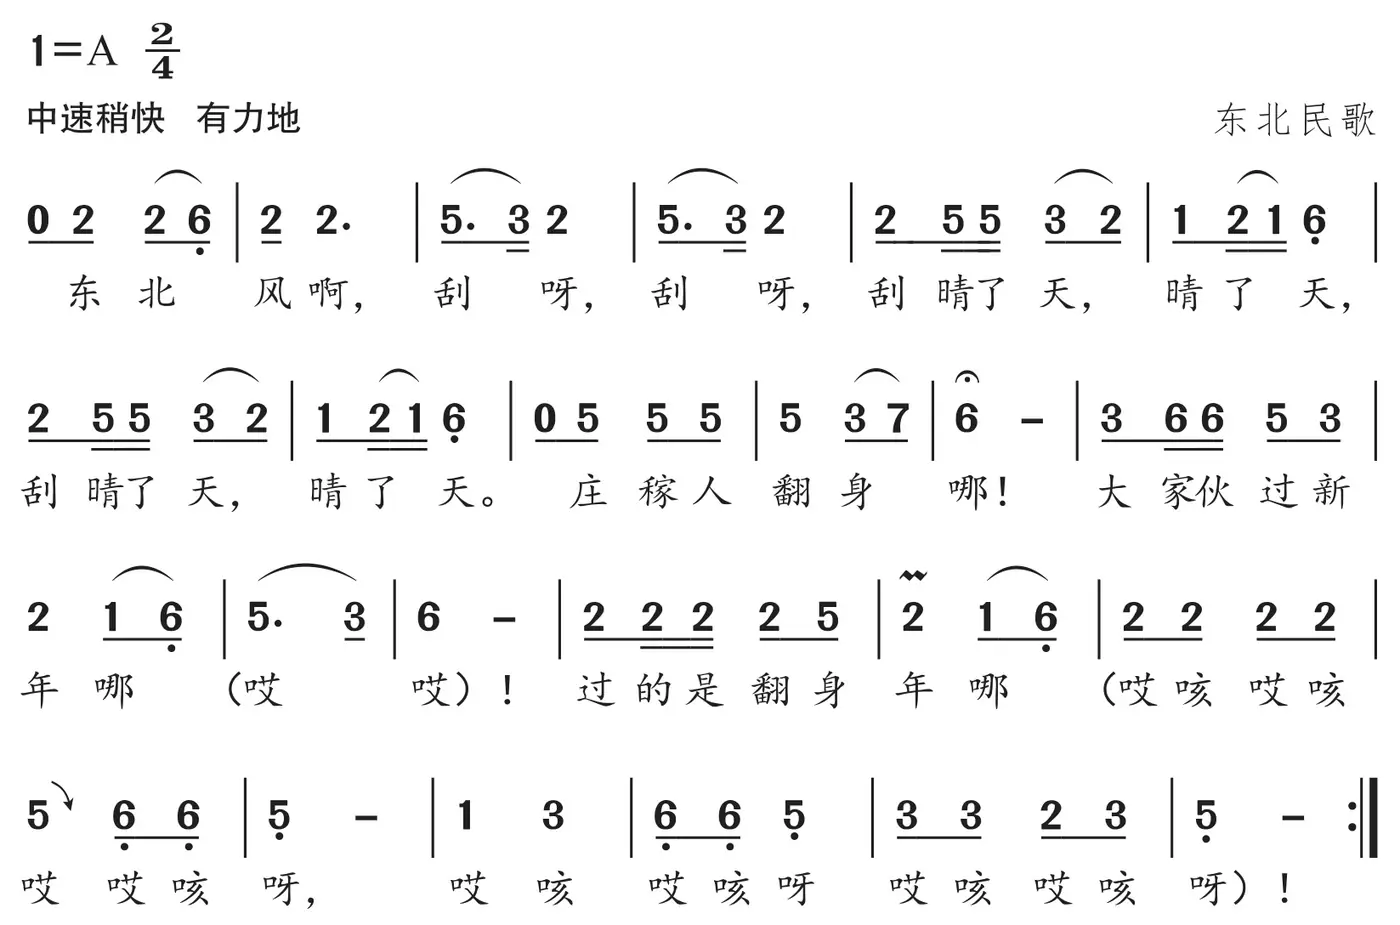 1=A 2/4
中速稍快 有力地 东北民歌
0 2 2 6 | 2 2. | 5. 3 2 | 5. 3 2 | 2 5 5 3 2 | 1 2 1 6 |
东 北 风 啊, 刮 呀, 刮 呀, 刮 晴了 天, 晴 了 天,
2 5 5 3 2 | 1 2 1 6 | 0 5 5 5 | 5 3 7 | 6 - | 3 6 6 5 3 |
刮 晴了 天, 晴 了 天。 庄 稼 人 翻 身 哪! 大 家伙 过 新
2 1 6 | 5. 3 | 6 - | 2 2 2 2 5 | 2 1 6 | 2 2 2 2 |
年 哪 (哎 哎)! 过 的 是 翻 身 年 哪 (哎 咳 哎 咳
5 6 6 | 5 - | 1 3 | 6 6 5 | 3 3 2 3 | 5 - :|
哎 哎 咳 呀, 哎 咳 哎 咳 呀 哎 咳 哎 咳 呀)!